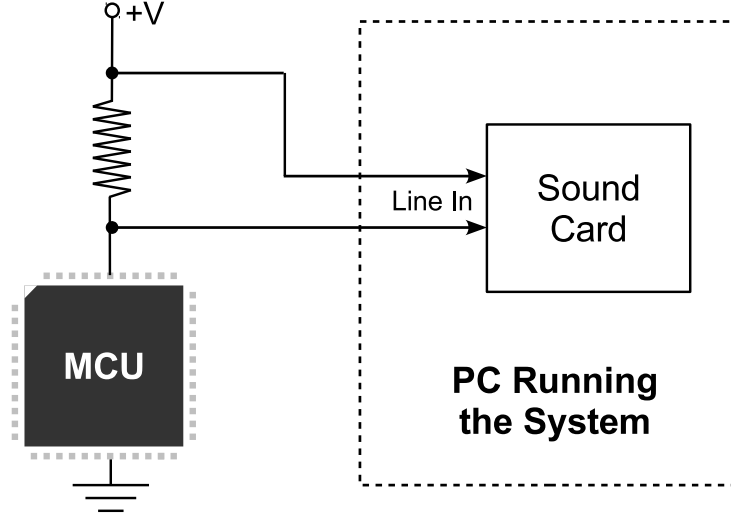 +V
Line In
Sound
Card
MCU
PC Running
the System